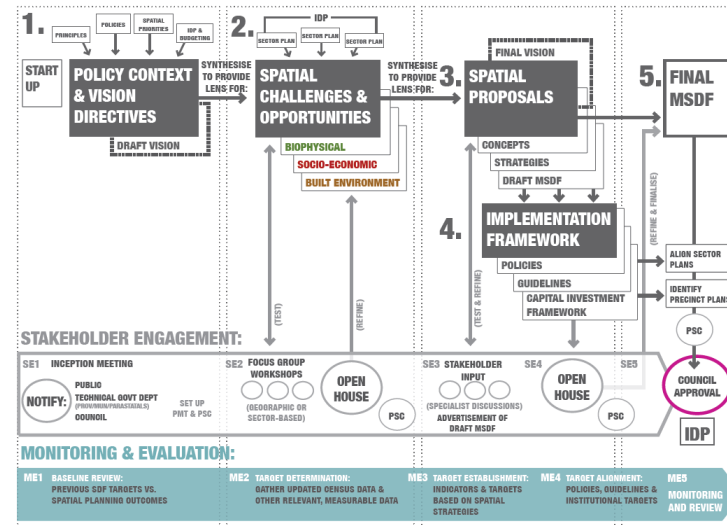 1.
PRINCIPLES
POLICIES
SPATIAL
PRIORITIES
IDP &
BUDGETING
START
UP
POLICY CONTEXT
& VISION
DIRECTIVES
DRAFT VISION
SYNTHESISE
TO PROVIDE
LENS FOR:
2.
IDP
SECTOR PLAN
SECTOR PLAN
SECTOR PLAN
SPATIAL
CHALLENGES &
OPPORTUNITIES
BIOPHYSICAL
SOCIO-ECONOMIC
BUILT ENVIRONMENT
SYNTHESISE
TO PROVIDE
LENS FOR:
3.
FINAL VISION
SPATIAL
PROPOSALS
CONCEPTS
STRATEGIES
DRAFT MSDF
4.
IMPLEMENTATION
FRAMEWORK
POLICIES
GUIDELINES
CAPITAL INVESTMENT
FRAMEWORK
5.
FINAL
MSDF
ALIGN SECTOR
PLANS
IDENTIFY
PRECINCT PLANS
PSC
(TEST)
(REFINE)
(TEST & REFINE)
(REFINE & FINALISE)
STAKEHOLDER ENGAGEMENT:
SE1 INCEPTION MEETING
NOTIFY:
PUBLIC
TECHNICAL GOVT DEPT
(PROV/MUN/PARASTATALS)
COUNCIL
SET UP
PMT & PSC
SE2 FOCUS GROUP
WORKSHOPS
(GEOGRAPHIC OR
SECTOR-BASED)
OPEN
HOUSE
PSC
SE3 STAKEHOLDER
INPUT
(SPECIALIST DISCUSSIONS)
ADVERTISEMENT OF
DRAFT MSDF
SE4
OPEN
HOUSE
PSC
SE5
COUNCIL
APPROVAL
IDP
MONITORING & EVALUATION:
ME1 BASELINE REVIEW:
PREVIOUS SDF TARGETS VS.
SPATIAL PLANNING OUTCOMES
ME2 TARGET DETERMINATION:
GATHER UPDATED CENSUS DATA &
OTHER RELEVANT, MEASURABLE DATA
ME3 TARGET ESTABLISHMENT:
INDICATORS & TARGETS
BASED ON SPATIAL
STRATEGIES
ME4 TARGET ALIGNMENT:
POLICIES, GUIDELINES &
INSTITUTIONAL TARGETS
ME5
MONITORING
AND REVIEW